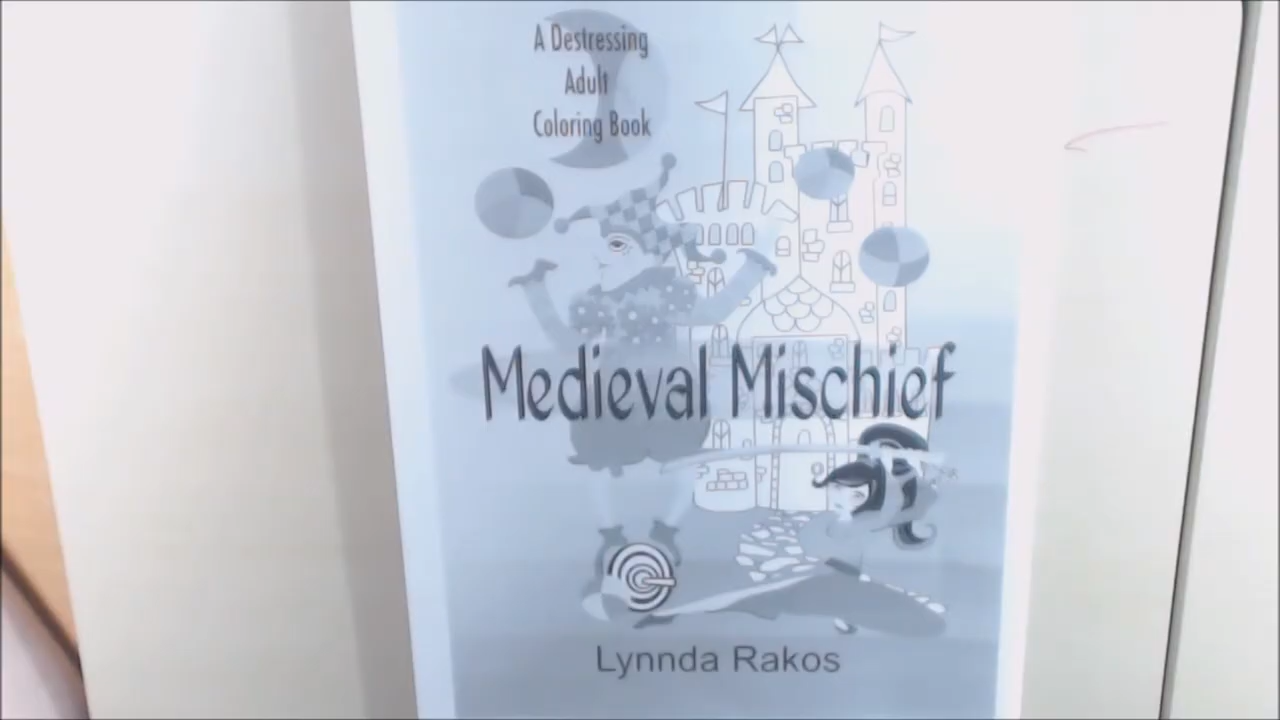 A Destressing
Adult
Coloring Book
Medieval Mischief
Lynnda Rakos